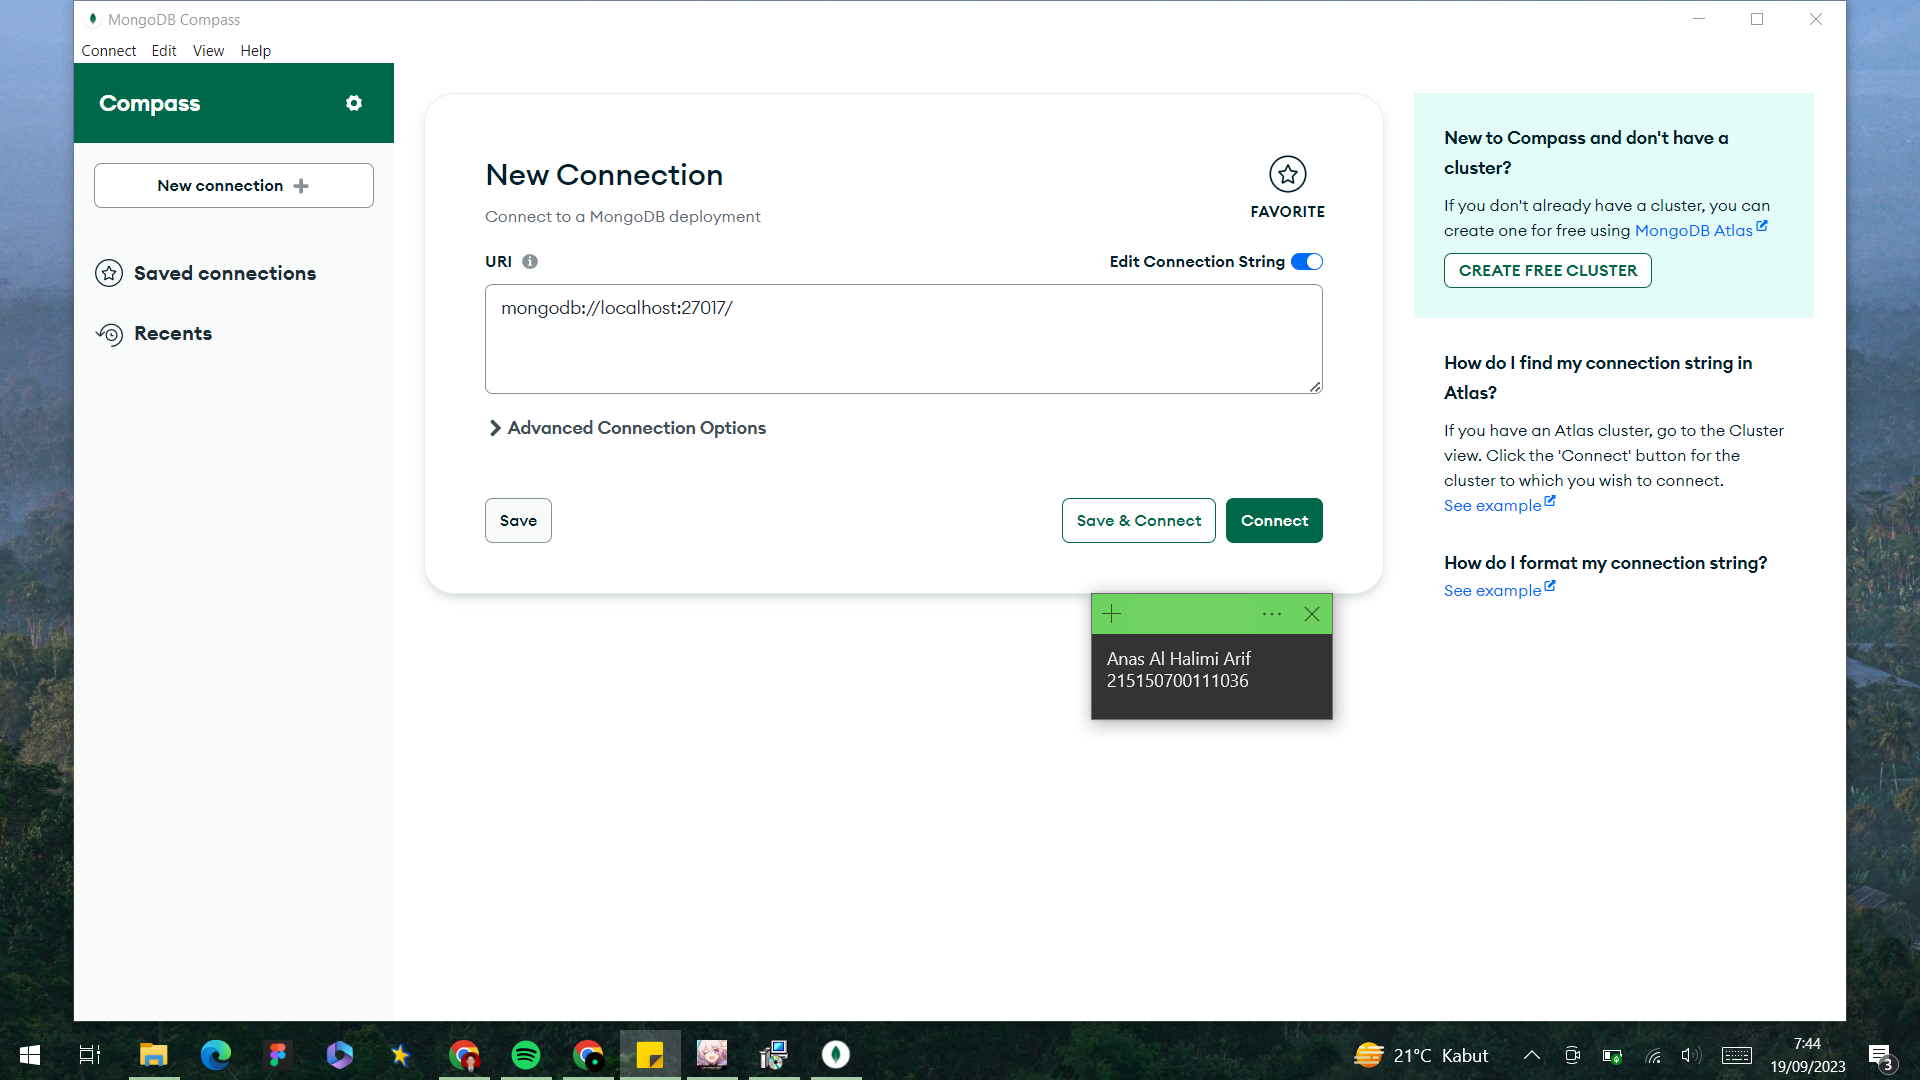 MongoDB Compass
Connect Edit View Help
Compass
New connection
Saved connections
Recents
New Connection
Connect to a MongoDB deployment
FAVORITE
URI
Edit Connection String
mongodb://localhost:27017/
Advanced Connection Options
Save
Save & Connect
Connect
New to Compass and don't have a
cluster?
If you don't already have a cluster, you can
create one for free using MongoDB Atlas
CREATE FREE CLUSTER
How do I find my connection string in
Atlas?
If you have an Atlas cluster, go to the Cluster
view. Click the 'Connect' button for the
cluster to which you wish to connect.
See example
How do I format my connection string?
See example
Anas Al Halimi Arif
215150700111036
21°C Kabut
7:44
19/09/2023
3